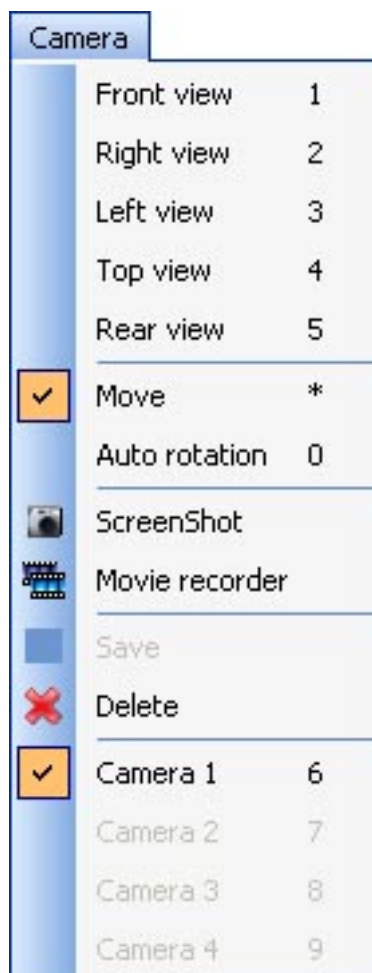 Camera
Front view 1
Right view 2
Left view 3
Top view 4
Rear view 5
Move *
Auto rotation 0
ScreenShot
Movie recorder
Save
Delete
Camera 1 6
Camera 2 7
Camera 3 8
Camera 4 9